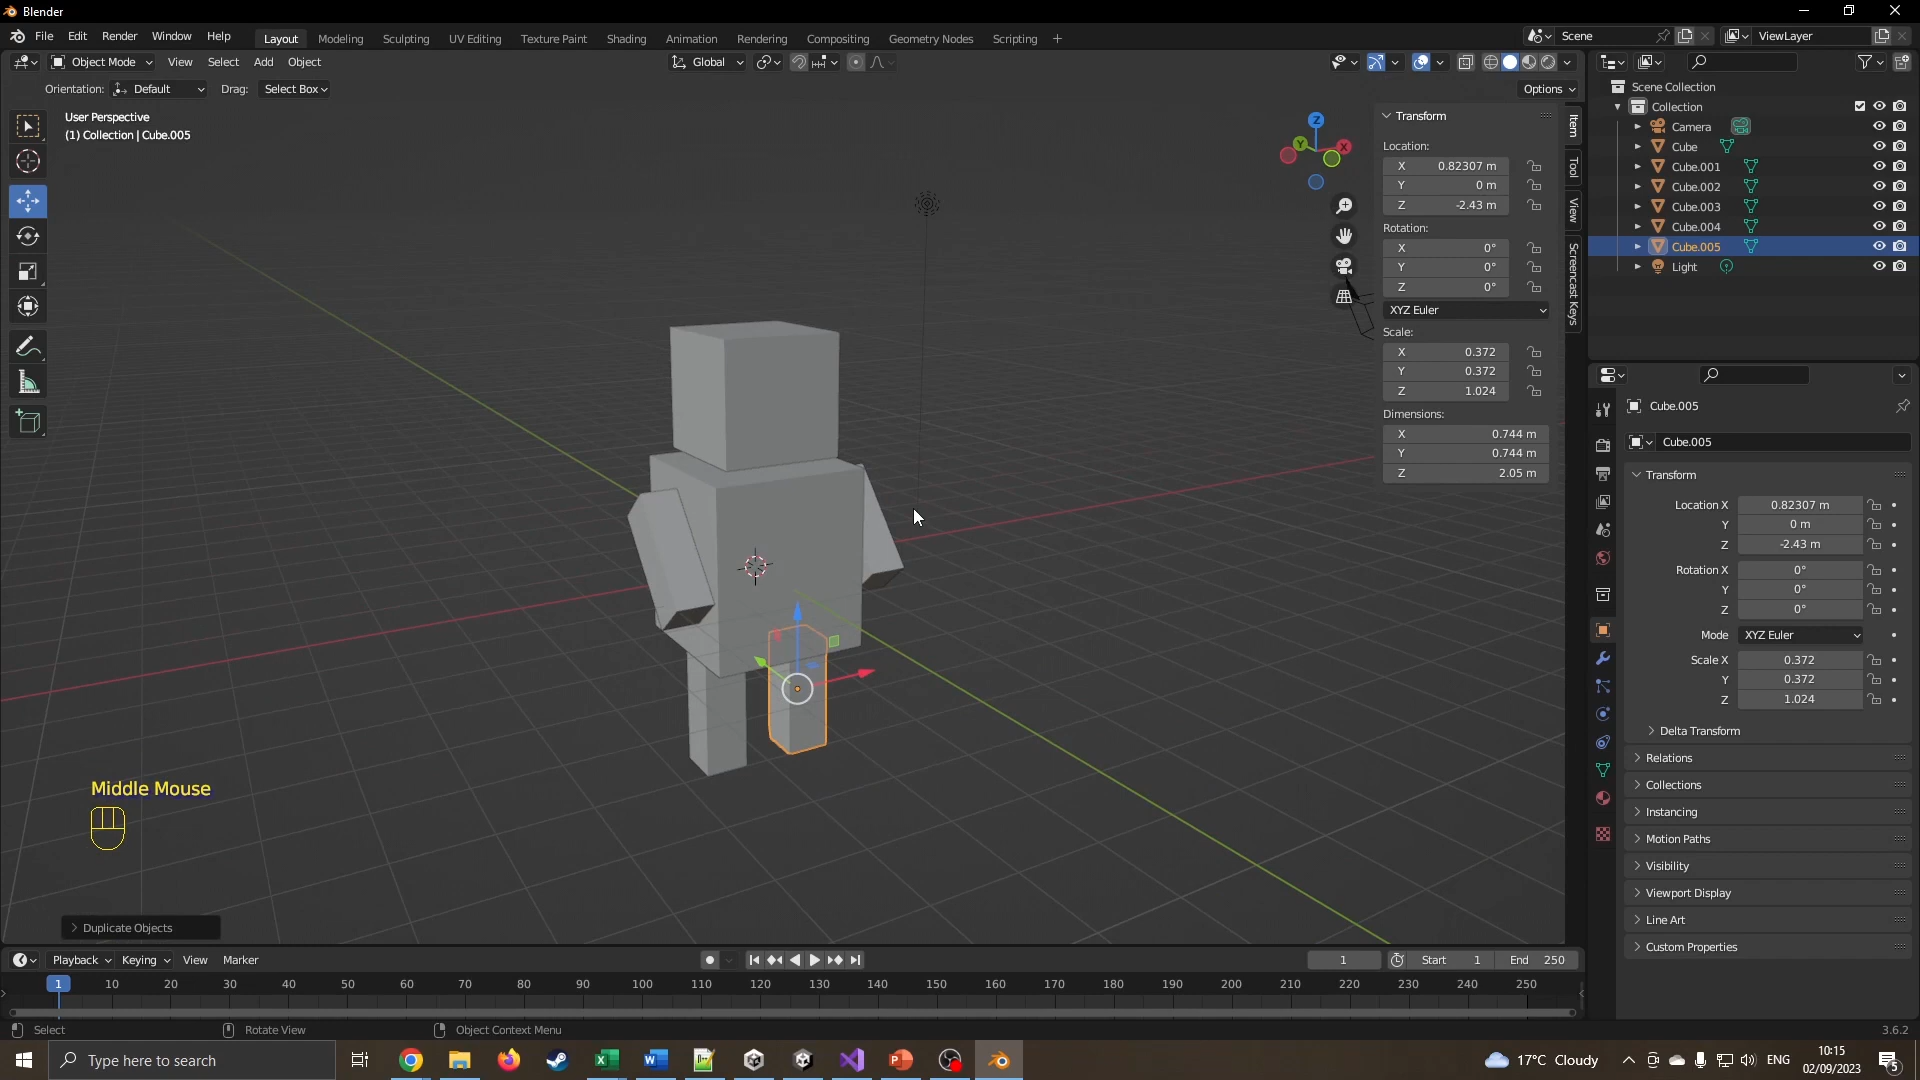 Blender
File Edit Render Window Help Layout Modeling Sculpting UV Editing Texture Paint Shading Animation Rendering Compositing Geometry Nodes Scripting + Scene ViewLayer
Object Mode View Select Add Object Global
Orientation: Default Drag: Select Box Options
User Perspective
(1) Collection | Cube.005
Z
Y
X
Transform
Location:
X 0.82307 m
Y 0 m
Z -2.43 m
Rotation:
X 0°
Y 0°
Z 0°
XYZ Euler
Scale:
X 0.372
Y 0.372
Z 1.024
Dimensions:
X 0.744 m
Y 0.744 m
Z 2.05 m
Item
Tool
View
Screencast Keys
Scene Collection
Collection
Camera
Cube
Cube.001
Cube.002
Cube.003
Cube.004
Cube.005
Light
Cube.005
Cube.005
Transform
Location X 0.82307 m
Y 0 m
Z -2.43 m
Rotation X 0°
Y 0°
Z 0°
Mode XYZ Euler
Scale X 0.372
Y 0.372
Z 1.024
Delta Transform
Relations
Collections
Instancing
Motion Paths
Visibility
Viewport Display
Line Art
Custom Properties
Middle Mouse
Duplicate Objects
Playback Keying View Marker 1 Start 1 End 250
1 10 20 30 40 50 60 70 80 90 100 110 120 130 140 150 160 170 180 190 200 210 220 230 240 250
Select Rotate View Object Context Menu 3.6.2
Type here to search 17°C Cloudy ENG 10:15
02/09/2023 5